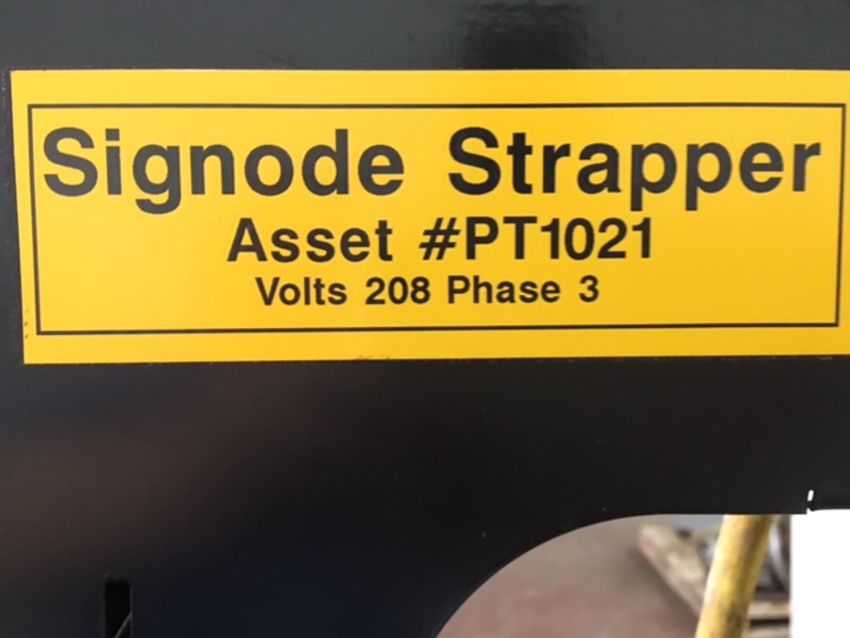 Signode Strapper
Asset #PT1021
Volts 208 Phase 3